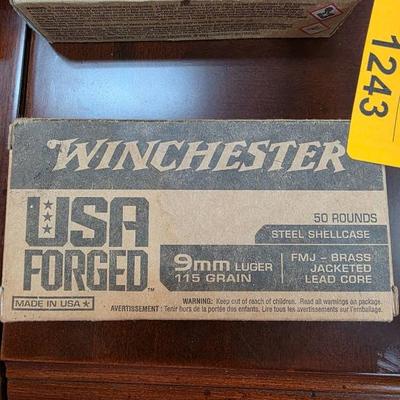 1243
WINCHESTER
USA
FORGED™
MADE IN USA★
50 ROUNDS
STEEL SHELLCASE
9mm LUGER
115 GRAIN
FMJ – BRASS
JACKETED
LEAD CORE
WARNING: Keep out of reach of children. Read all warnings on package.
AVERTISSEMENT : Tenir hors de la portée des enfants. Lire tous les avertissements sur l'emballage.